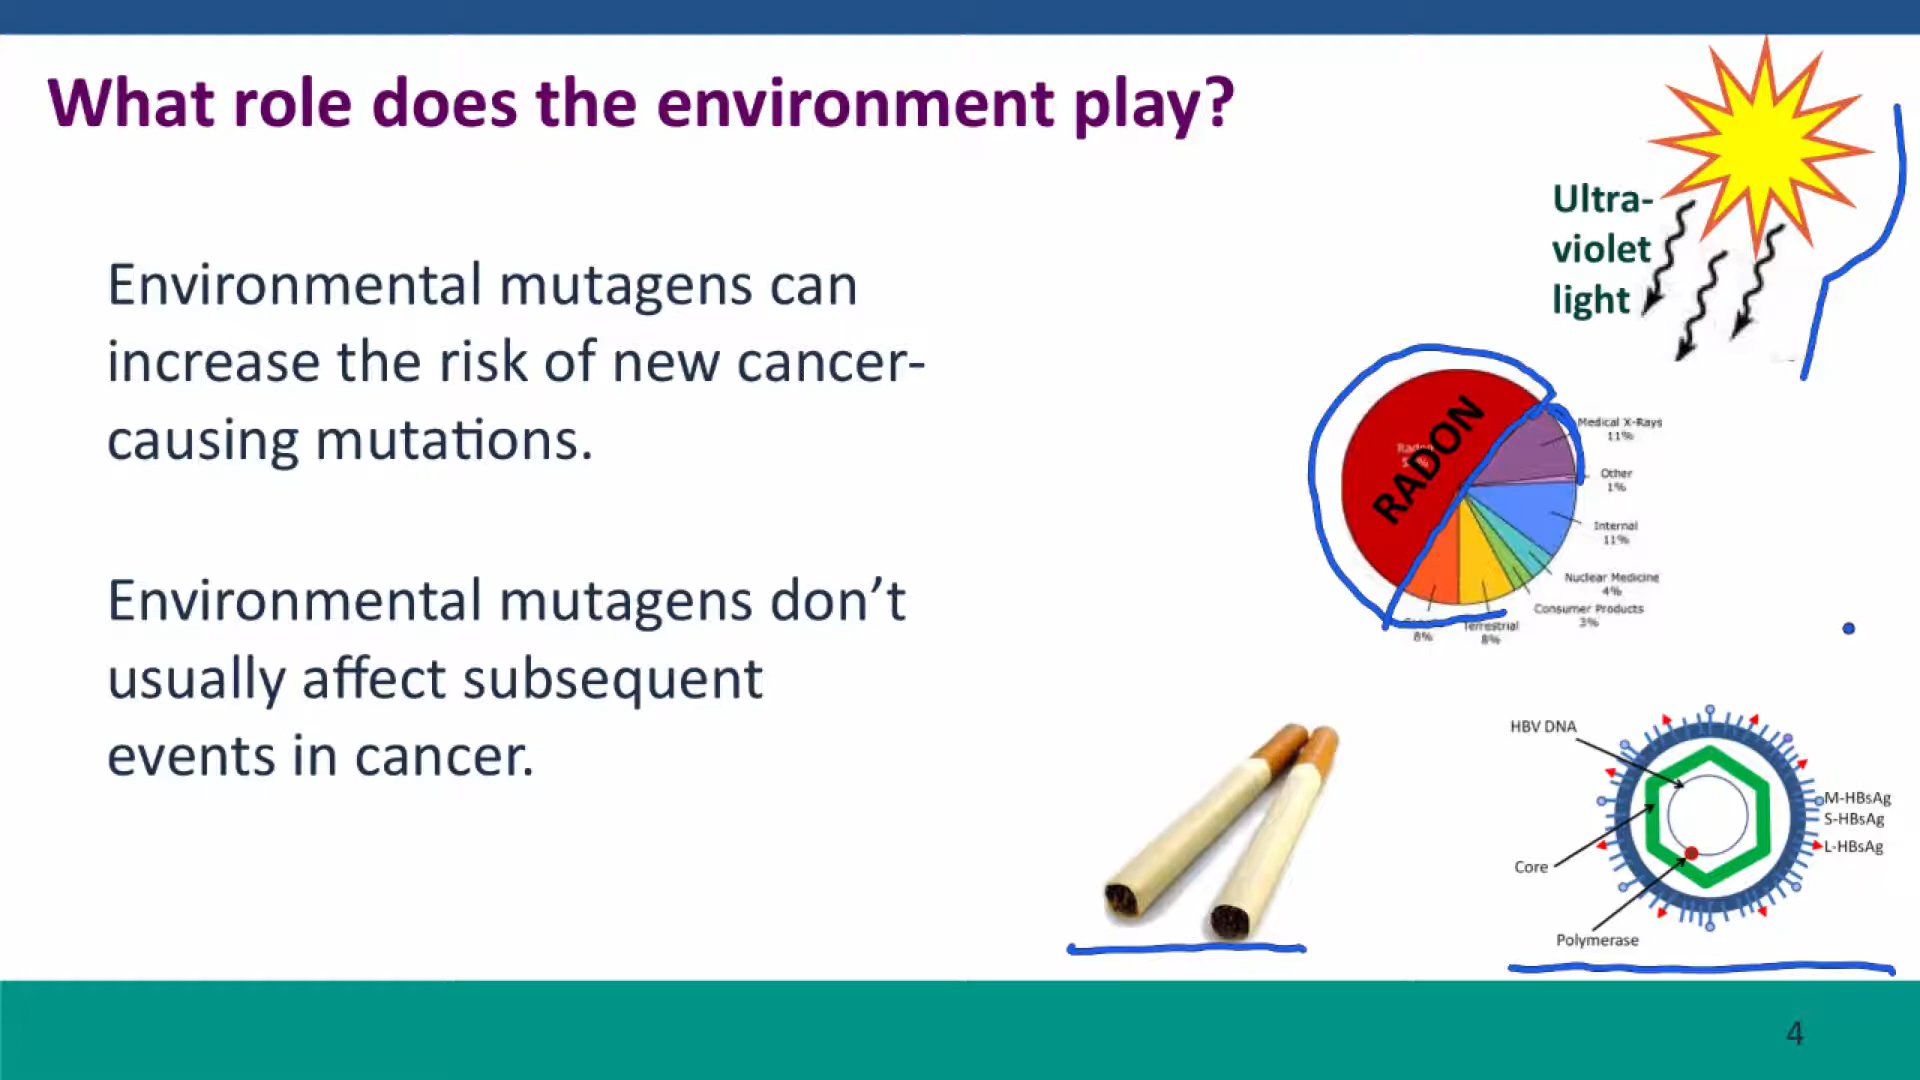 What role does the environment play?
Environmental mutagens can
increase the risk of new cancer-
causing mutations.
Environmental mutagens don’t
usually affect subsequent
events in cancer.
Ultra-
violet
light
RADON
Medical X-Rays
11%
Other
1%
Internal
11%
Nuclear Medicine
4%
Consumer Products
3%
Terrestrial
8%
8%
HBV DNA
M-HBsAg
S-HBsAg
L-HBsAg
Core
Polymerase
4